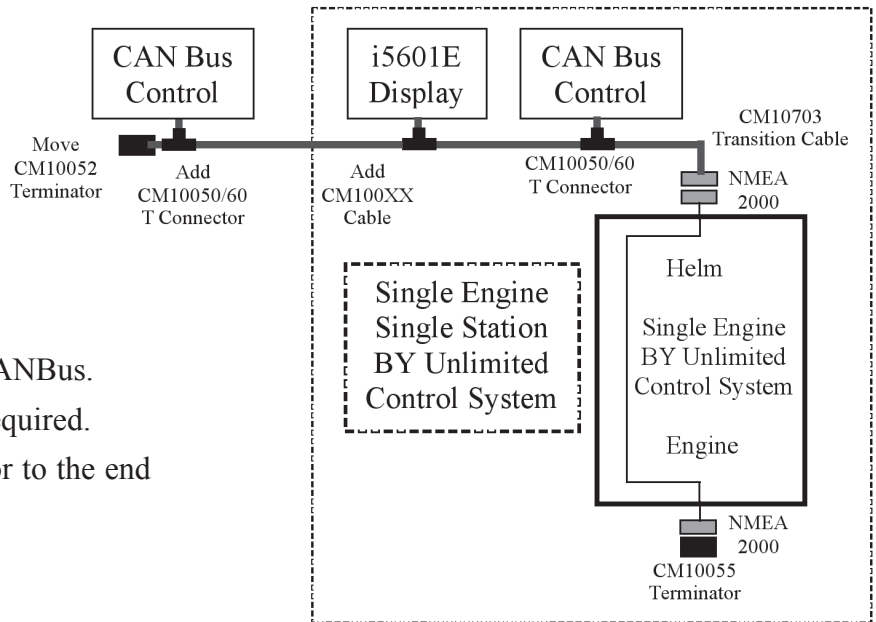 CAN Bus
Control
i5601E
Display
CAN Bus
Control
CM10703
Transition Cable
Move
CM10052
Terminator
Add
CM10050/60
T Connector
Add
CM100XX
Cable
CM10050/60
T Connector
NMEA
2000
Helm
Single Engine
BY Unlimited
Control System
Engine
Single Engine
Single Station
BY Unlimited
Control System
ANBus.
equired.
or to the end
NMEA
2000
CM10055
Terminator